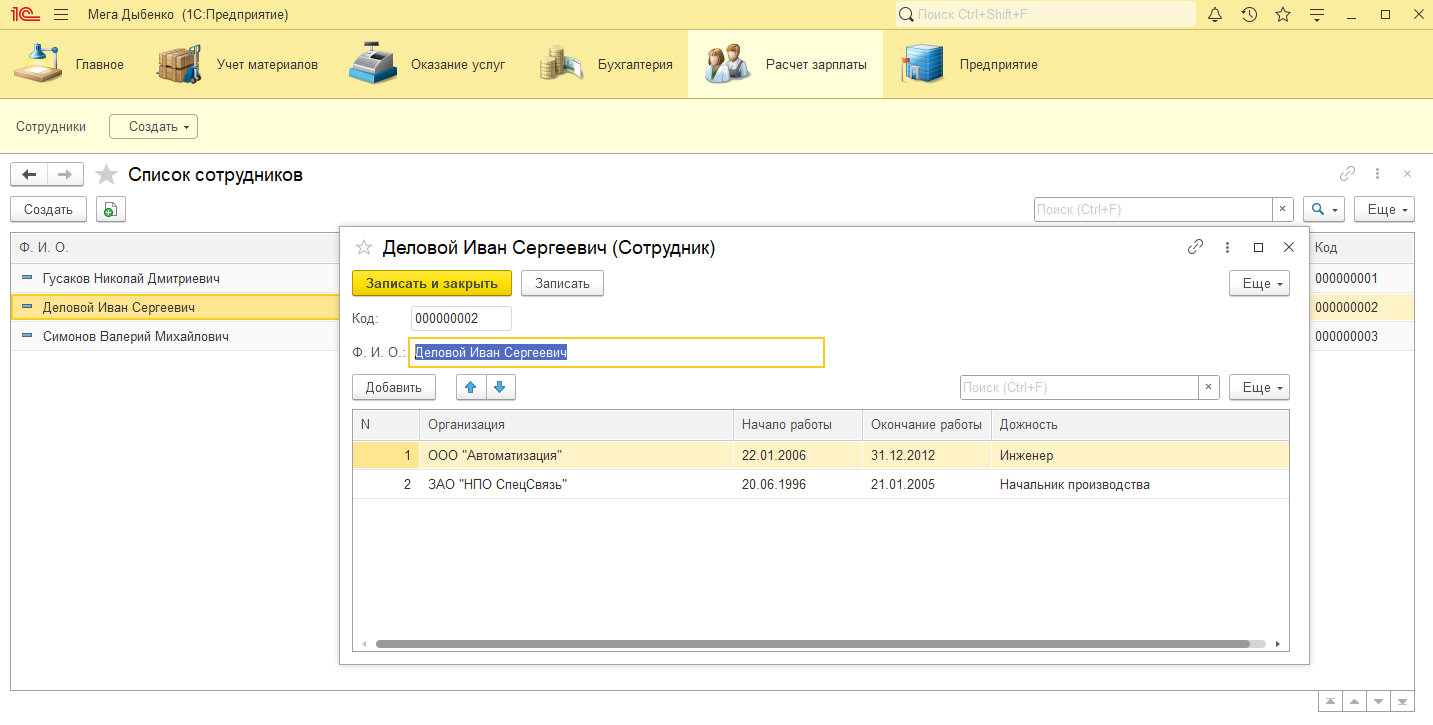 1С Мега Дыбенко (1С:Предприятие) Поиск Ctrl+Shift+F
Главное Учет материалов Оказание услуг Бухгалтерия Расчет зарплаты Предприятие
Сотрудники Создать
Список сотрудников
Создать Поиск (Ctrl+F) × Еще
Ф. И. О. Код
Гусаков Николай Дмитриевич 000000001
Деловой Иван Сергеевич 000000002
Симонов Валерий Михайлович 000000003
Деловой Иван Сергеевич (Сотрудник)
Записать и закрыть Записать Еще
Код: 000000002
Ф. И. О.: Деловой Иван Сергеевич
Добавить Поиск (Ctrl+F) × Еще
N Организация Начало работы Окончание работы Дожность
1 ООО "Автоматизация" 22.01.2006 31.12.2012 Инженер
2 ЗАО "НПО СпецСвязь" 20.06.1996 21.01.2005 Начальник производства